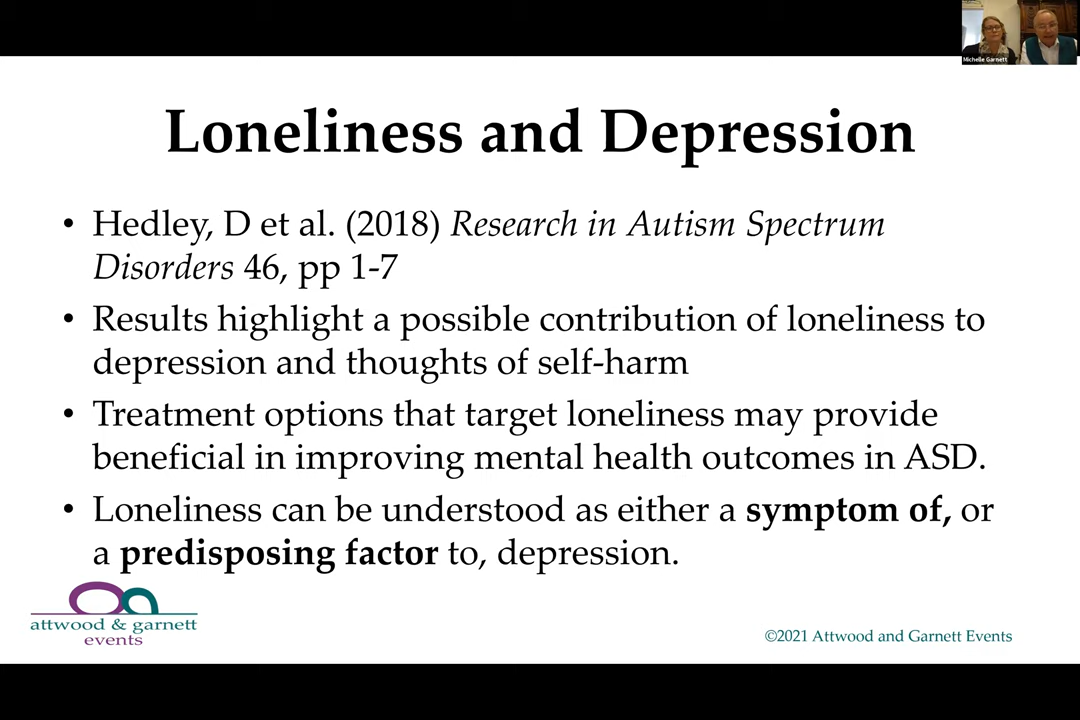 Michelle Garnett
Loneliness and Depression
• Hedley, D et al. (2018) Research in Autism Spectrum
Disorders 46, pp 1-7
• Results highlight a possible contribution of loneliness to
depression and thoughts of self-harm
• Treatment options that target loneliness may provide
beneficial in improving mental health outcomes in ASD.
• Loneliness can be understood as either a symptom of, or
a predisposing factor to, depression.
attwood & garnett
events
©2021 Attwood and Garnett Events